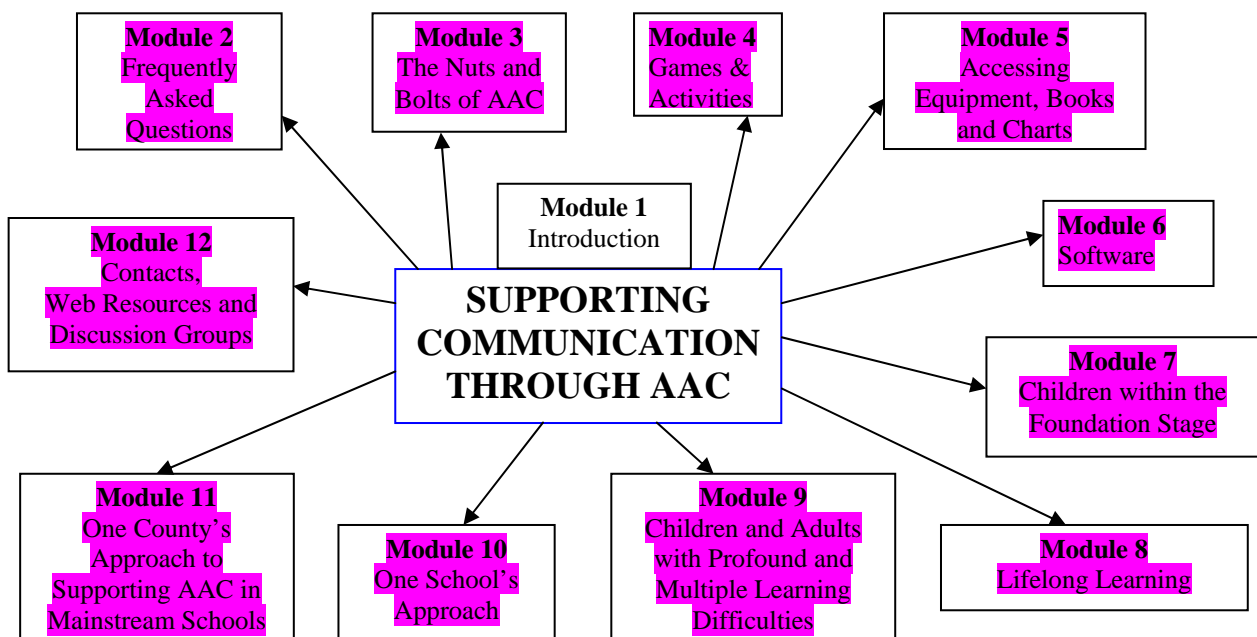 Module 2
Frequently
Asked
Questions
Module 3
The Nuts and
Bolts of AAC
Module 4
Games &
Activities
Module 5
Accessing
Equipment, Books
and Charts
Module 1
Introduction
Module 6
Software
Module 12
Contacts,
Web Resources and
Discussion Groups
SUPPORTING
COMMUNICATION
THROUGH AAC
Module 7
Children within the
Foundation Stage
Module 11
One County’s
Approach to
Supporting AAC in
Mainstream Schools
Module 10
One School’s
Approach
Module 9
Children and Adults
with Profound and
Multiple Learning
Difficulties
Module 8
Lifelong Learning